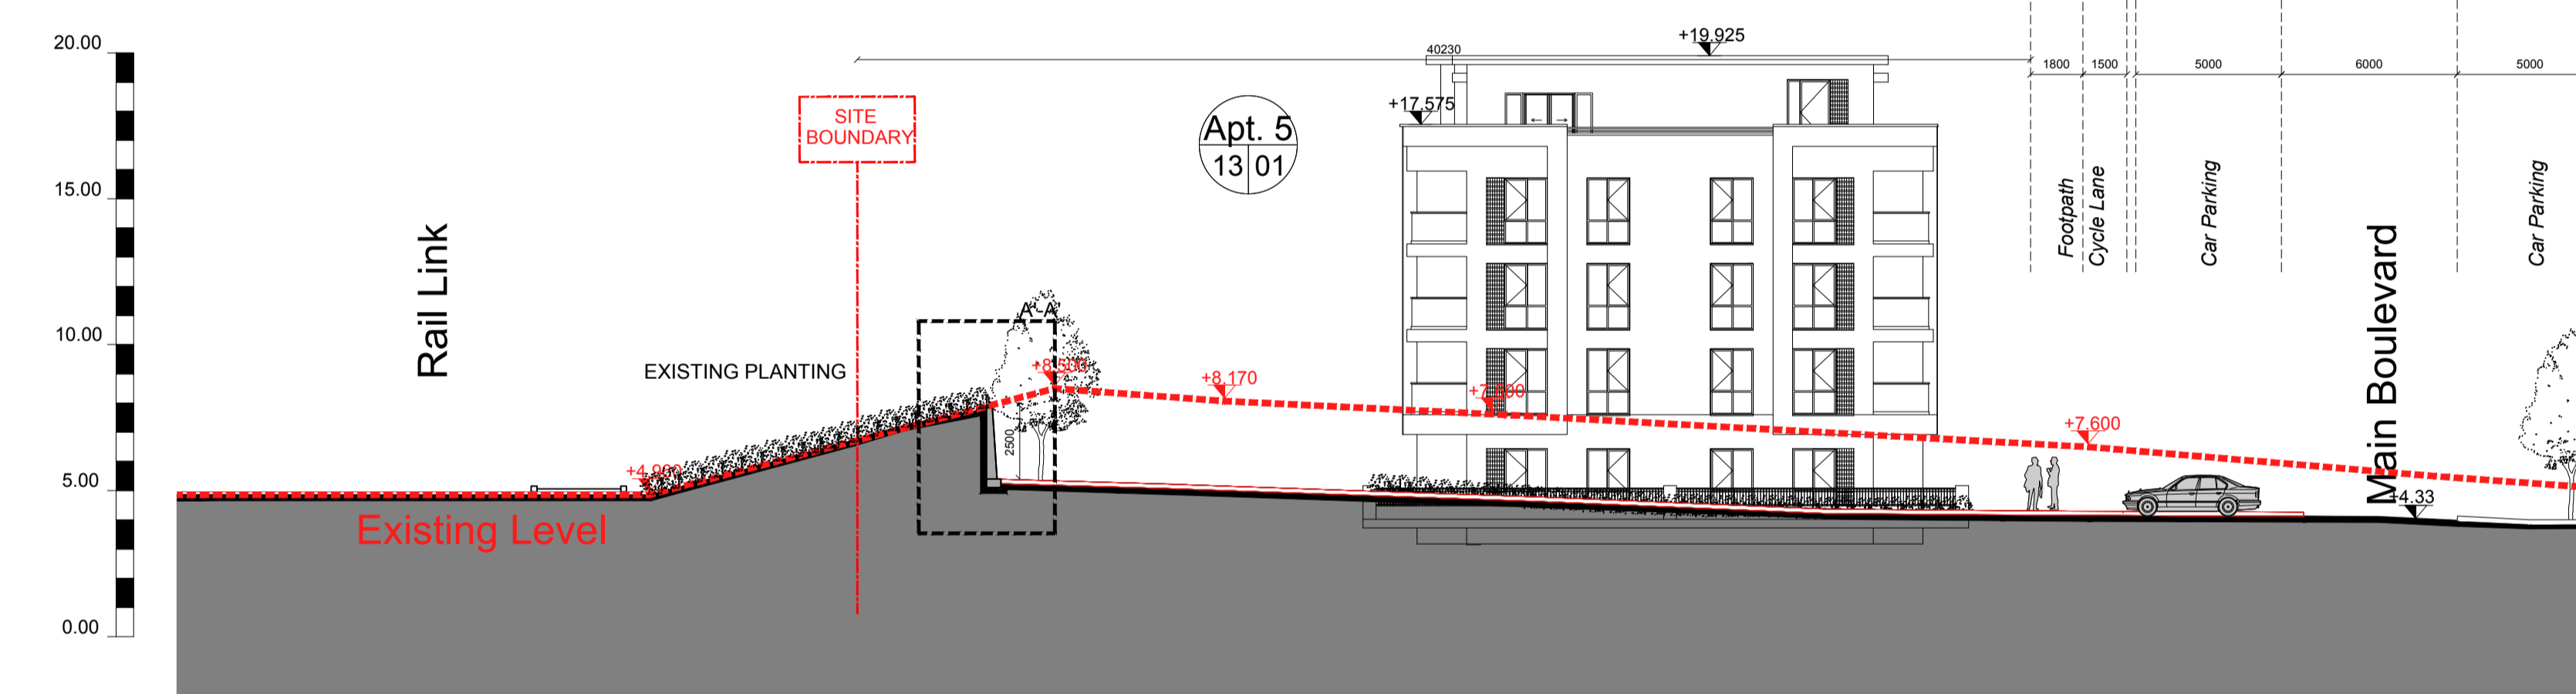 20.00
15.00
10.00
5.00
0.00
Rail Link
Existing Level
SITE
BOUNDARY
EXISTING PLANTING
+4.900
A'-A'
+8,500
2500
+8,170
Apt. 5
13 01
40230
+19.925
+17.575
+7,600
+7.600
1800
1500
5000
6000
5000
Footpath
Cycle Lane
Car Parking
Main Boulevard
Car Parking
+4.33